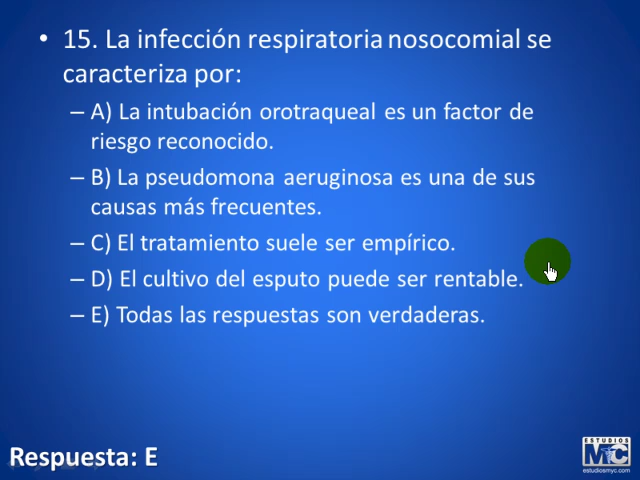 • 15. La infección respiratoria nosocomial se
caracteriza por:
– A) La intubación orotraqueal es un factor de
riesgo reconocido.
– B) La pseudomona aeruginosa es una de sus
causas más frecuentes.
– C) El tratamiento suele ser empírico.
– D) El cultivo del esputo puede ser rentable.
– E) Todas las respuestas son verdaderas.
Respuesta: E
ESTUDIOS
MyC
estudiosmyc.com